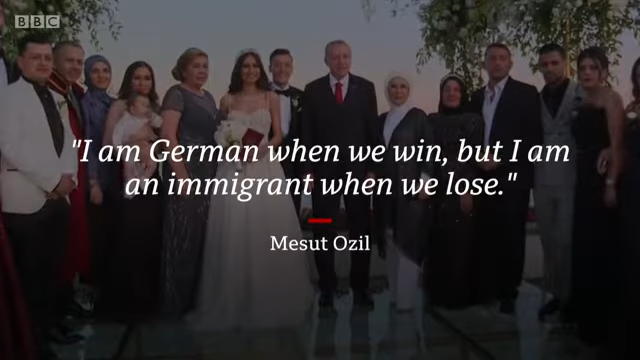 BBC
"I am German when we win, but I am
an immigrant when we lose."
Mesut Ozil